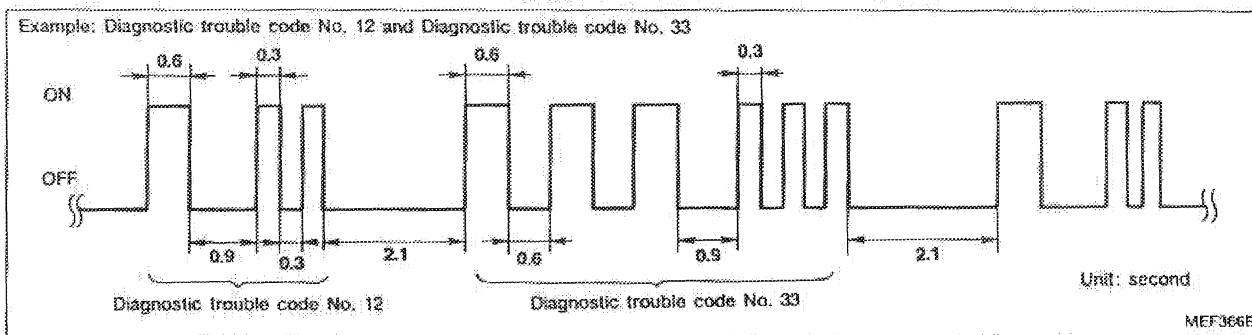 Example: Diagnostic trouble code No. 12 and Diagnostic trouble code No. 33
0.6 0.3 0.6 0.3
ON
OFF
0.9 0.3 2.1 0.6 0.9 2.1
Unit: second
Diagnostic trouble code No. 12 Diagnostic trouble code No. 33
MEF366E